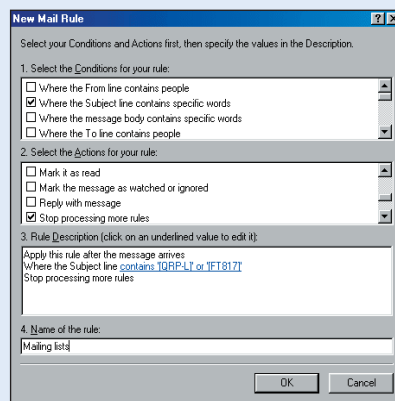 New Mail Rule
Select your Conditions and Actions first, then specify the values in the Description.
1. Select the Conditions for your rule:
Where the From line contains people
Where the Subject line contains specific words
Where the message body contains specific words
Where the To line contains people
2. Select the Actions for your rule:
Mark it as read
Mark the message as watched or ignored
Reply with message
Stop processing more rules
3. Rule Description (click on an underlined value to edit it):
Apply this rule after the message arrives
Where the Subject line contains '[QRP-L]' or '[FT817]'
Stop processing more rules
4. Name of the rule:
Mailing lists
OK Cancel